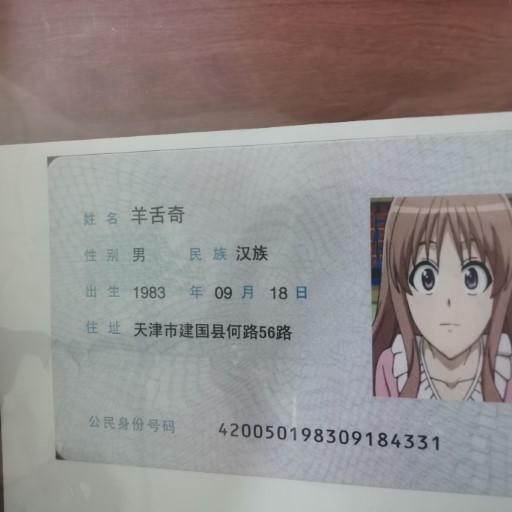 姓名 羊舌奇
性别 男 民族 汉族
出生 1983 年 09 月 18 日
住址 天津市建国县何路56路
公民身份号码 420050198309184331